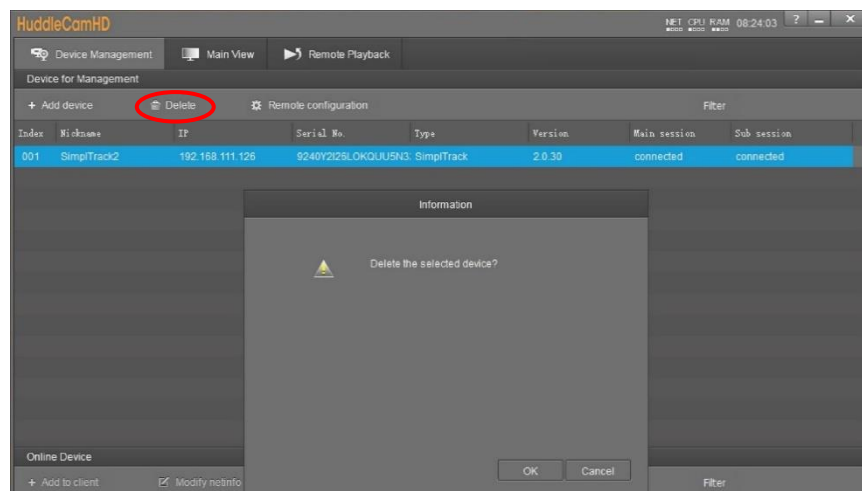 HuddleCamHD NET CPU RAM 08:24:03 ?
Device Management Main View Remote Playback
Device for Management
+ Add device Delete Remote configuration Filter
Index Nickname IP Serial No. Type Version Main session Sub session
001 SimplTrack2 192.168.111.126 9240Y2I25LOKQUU5N3: SimplTrack 2.0.30 connected connected
Information
Delete the selected device?
OK Cancel
Online Device
+ Add to client Modify netinfo Filter